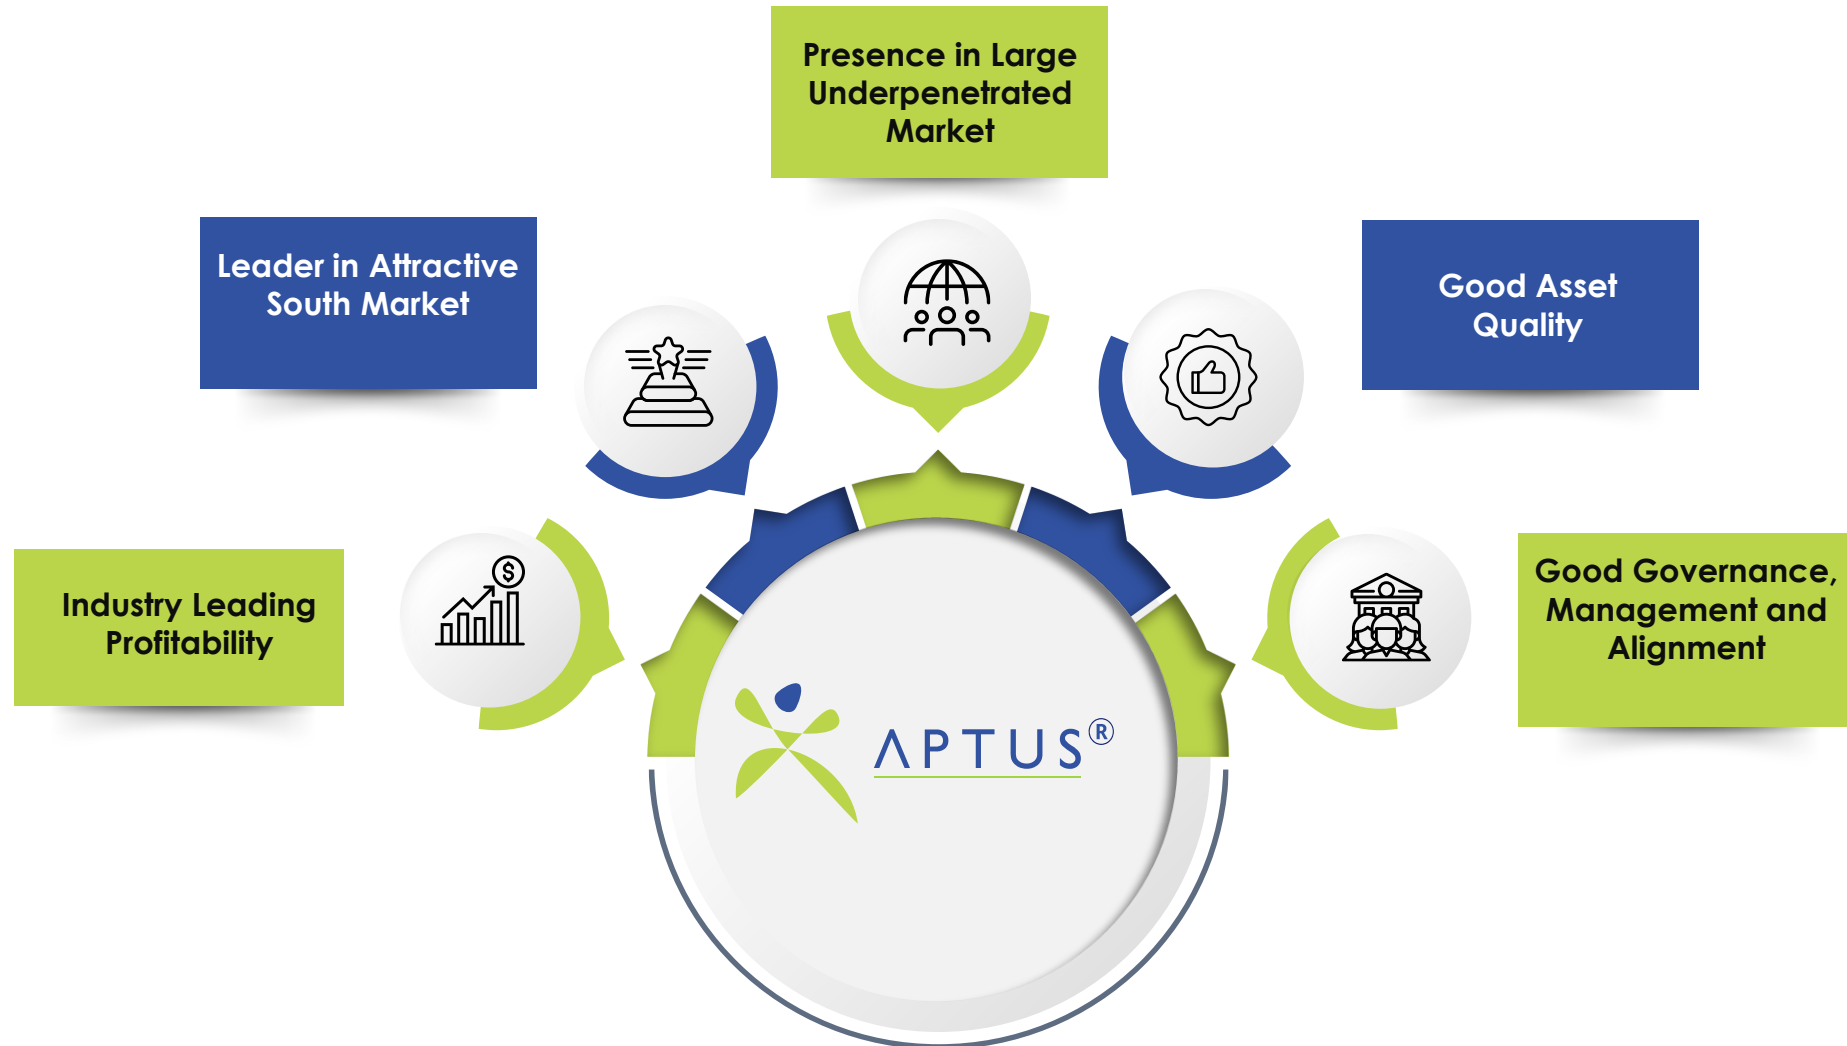 Presence in Large
Underpenetrated
Market
Leader in Attractive
South Market
Good Asset
Quality
Industry Leading
Profitability
$
Good Governance,
Management and
Alignment
APTUS®